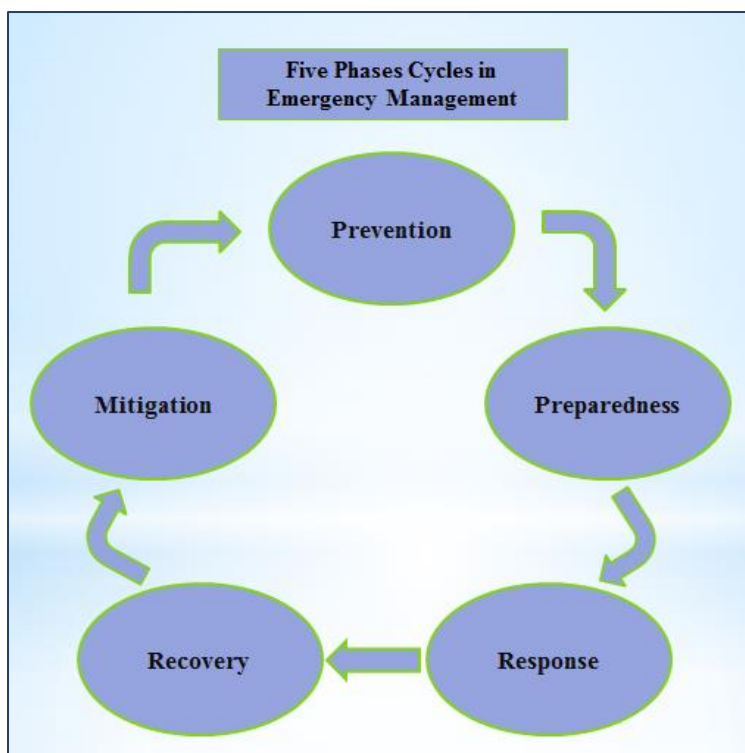 Five Phases Cycles in
Emergency Management
Prevention
Mitigation
Preparedness
Recovery
Response